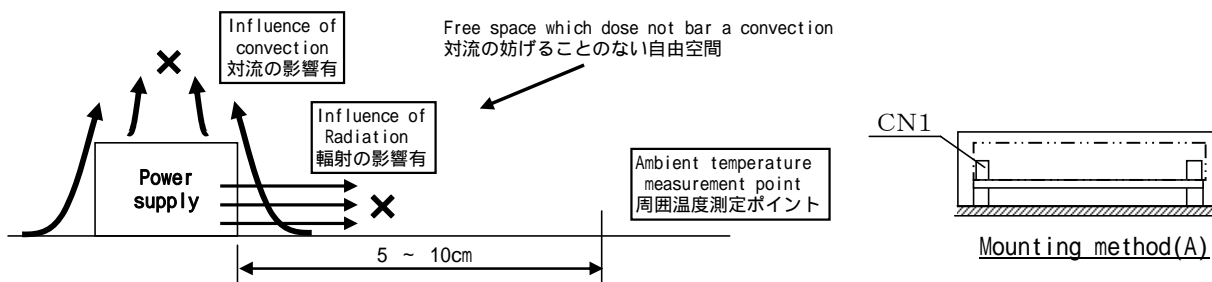 Influence of
convection
対流の影響有
Free space which dose not bar a convection
対流の妨げることのない自由空間
Influence of
Radiation
輻射の影響有
Power
supply
Ambient temperature
measurement point
周囲温度測定ポイント
5 ~ 10cm
CN1
Mounting method(A)